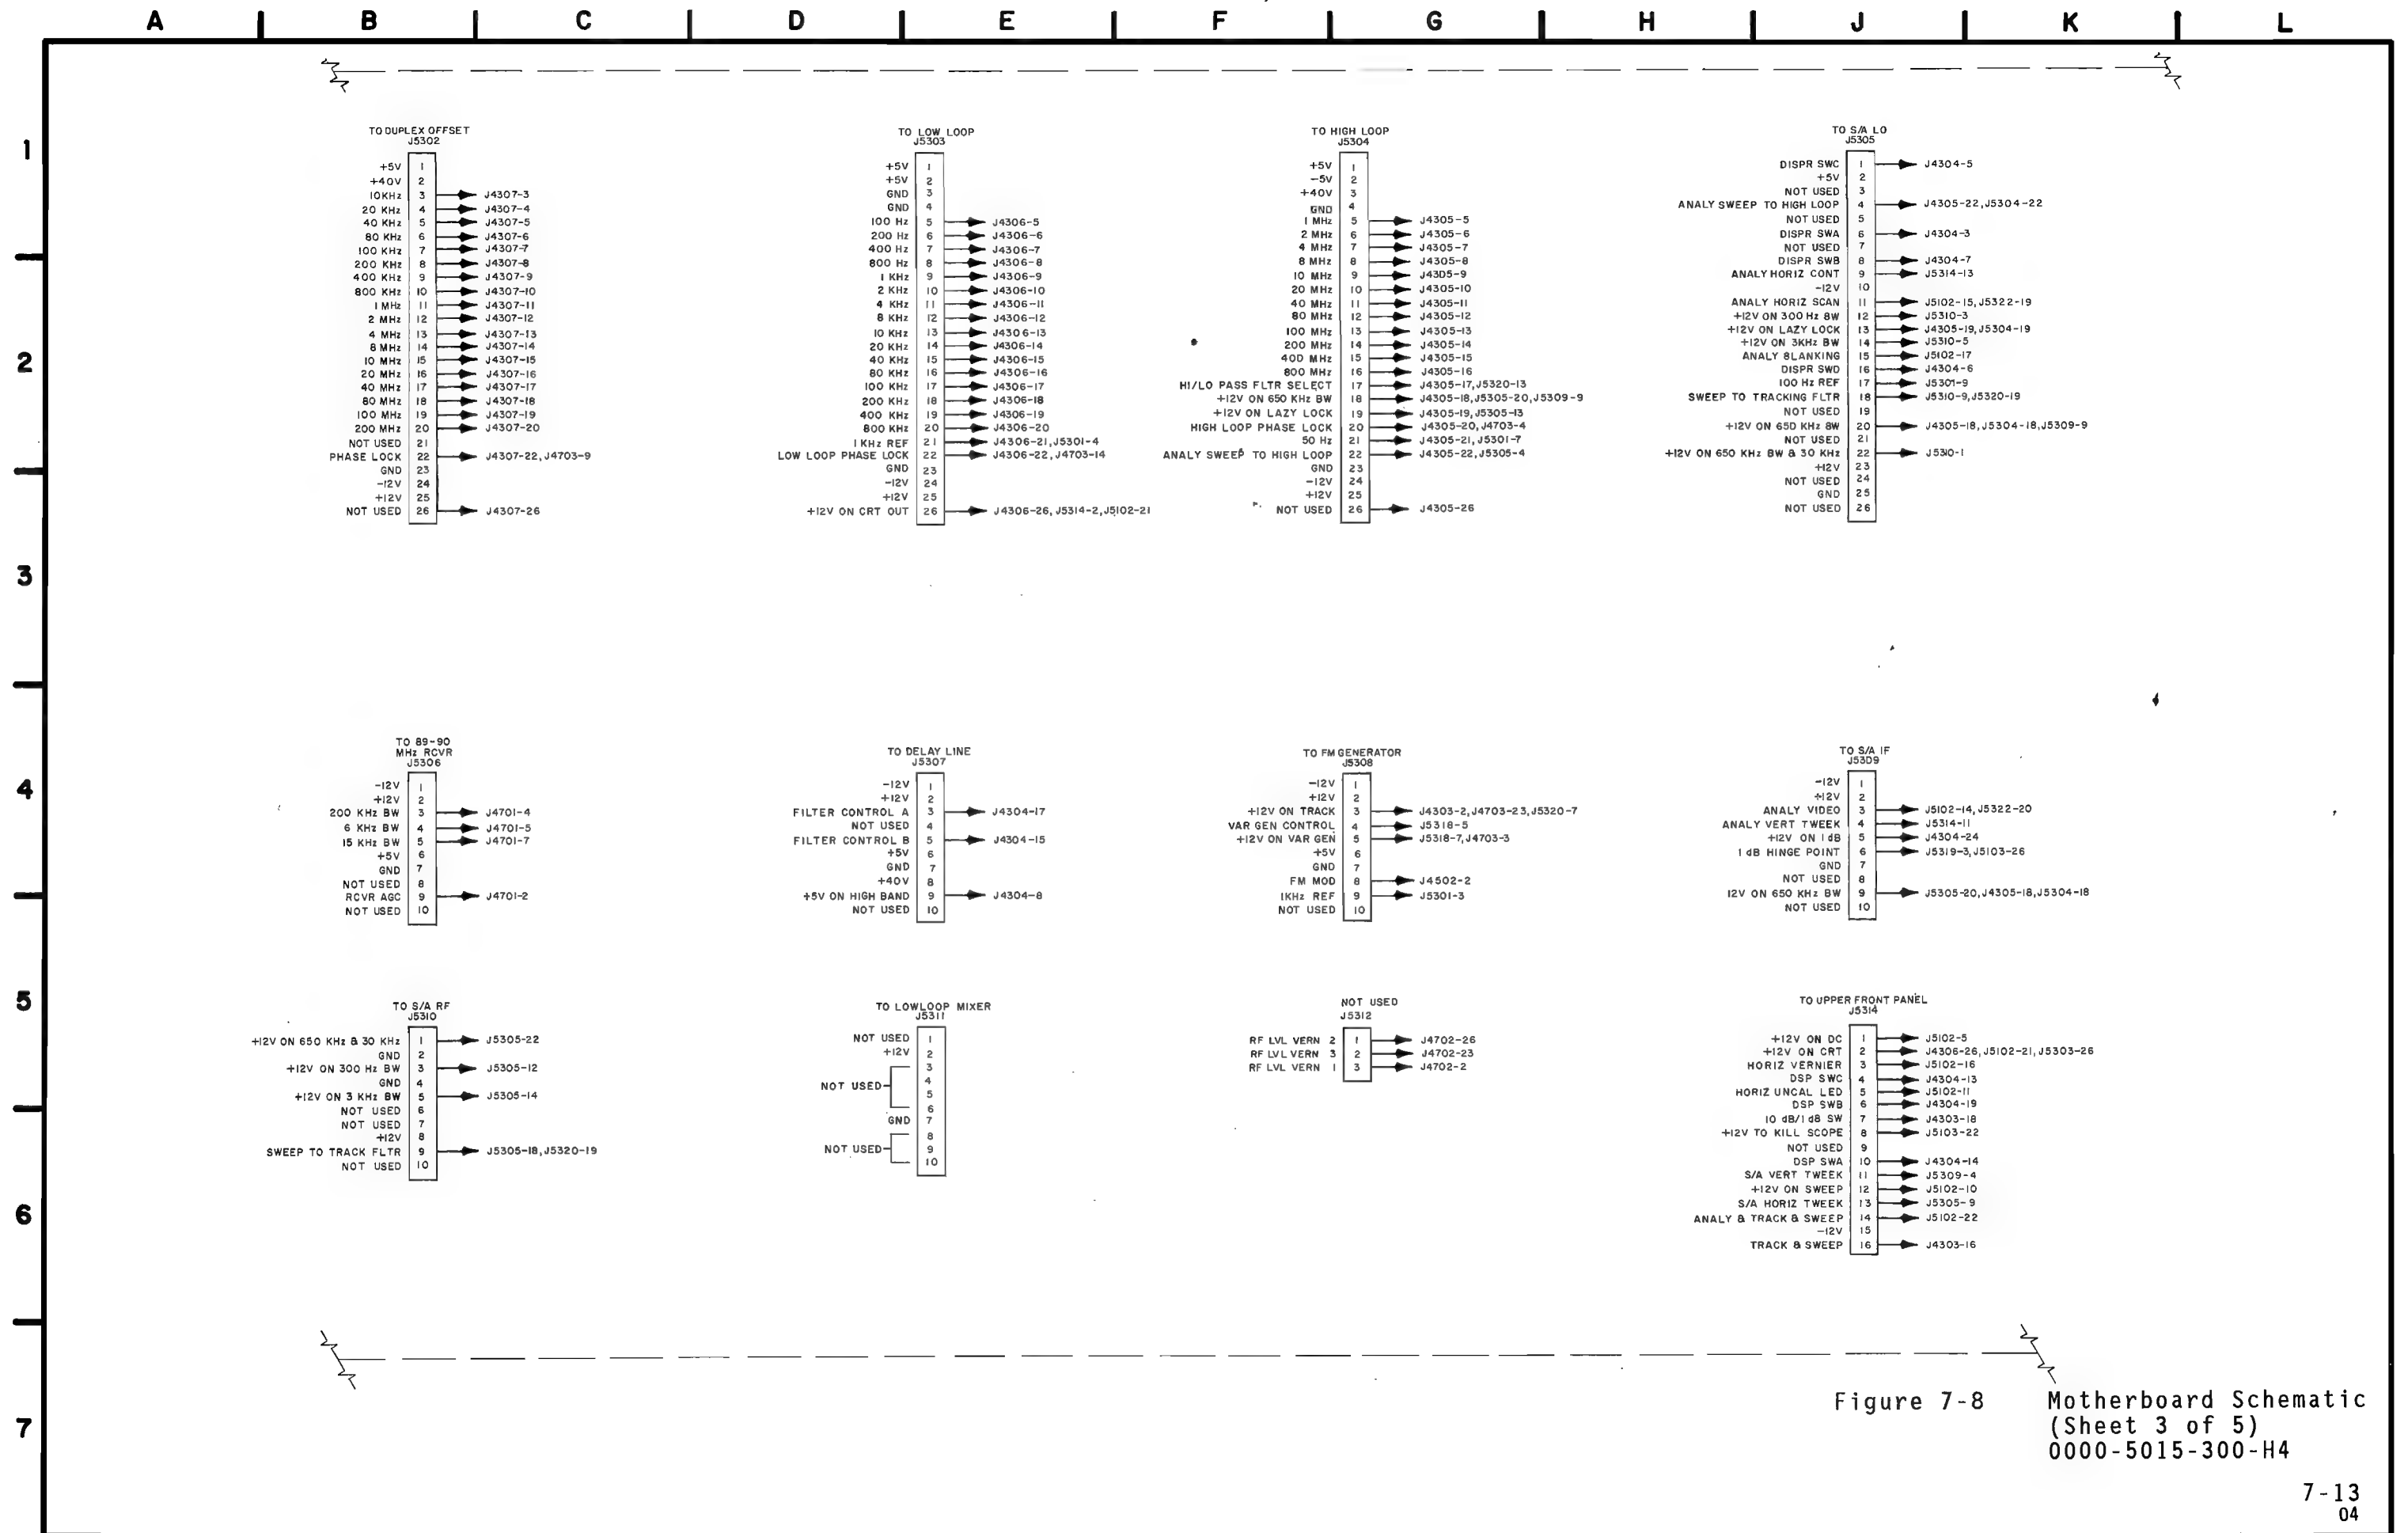 A B C D E F G H J K L
1
2
3
4
5
6
7
TO DUPLEX OFFSET
J5302
+5V 1
+40V 2
10KHz 3 J4307-3
20 KHz 4 J4307-4
40 KHz 5 J4307-5
80 KHz 6 J4307-6
100 KHz 7 J4307-7
200 KHz 8 J4307-8
400 KHz 9 J4307-9
800 KHz 10 J4307-10
1 MHz 11 J4307-11
2 MHz 12 J4307-12
4 MHz 13 J4307-13
8 MHz 14 J4307-14
10 MHz 15 J4307-15
20 MHz 16 J4307-16
40 MHz 17 J4307-17
80 MHz 18 J4307-18
100 MHz 19 J4307-19
200 MHz 20 J4307-20
NOT USED 21
PHASE LOCK 22 J4307-22,J4703-9
GND 23
-12V 24
+12V 25
NOT USED 26 J4307-26
TO LOW LOOP
J5303
+5V 1
+5V 2
GND 3
GND 4
100 Hz 5 J4306-5
200 Hz 6 J4306-6
400 Hz 7 J4306-7
800 Hz 8 J4306-8
1 KHz 9 J4306-9
2 KHz 10 J4306-10
4 KHz 11 J4306-11
8 KHz 12 J4306-12
10 KHz 13 J4306-13
20 KHz 14 J4306-14
40 KHz 15 J4306-15
80 KHz 16 J4306-16
100 KHz 17 J4306-17
200 KHz 18 J4306-18
400 KHz 19 J4306-19
800 KHz 20 J4306-20
1 KHz REF 21 J4306-21,J5301-4
LOW LOOP PHASE LOCK 22 J4306-22,J4703-14
GND 23
-12V 24
+12V 25
+12V ON CRT OUT 26 J4306-26,J5314-2,J5102-21
TO HIGH LOOP
J5304
+5V 1
-5V 2
+40V 3
GND 4
1 MHz 5 J4305-5
2 MHz 6 J4305-6
4 MHz 7 J4305-7
8 MHz 8 J4305-8
10 MHz 9 J4305-9
20 MHz 10 J4305-10
40 MHz 11 J4305-11
80 MHz 12 J4305-12
100 MHz 13 J4305-13
200 MHz 14 J4305-14
400 MHz 15 J4305-15
800 MHz 16 J4305-16
HI/LO PASS FLTR SELECT 17 J4305-17,J5320-13
+12V ON 650 KHz BW 18 J4305-18,J5305-20,J5309-9
+12V ON LAZY LOCK 19 J4305-19,J5305-13
HIGH LOOP PHASE LOCK 20 J4305-20,J4703-4
50 Hz 21 J4305-21,J5301-7
ANALY SWEEP TO HIGH LOOP 22 J4305-22,J5305-4
GND 23
-12V 24
+12V 25
NOT USED 26 J4305-26
TO S/A LO
J5305
DISPR SWC 1 J4304-5
+5V 2
NOT USED 3
ANALY SWEEP TO HIGH LOOP 4 J4305-22,J5304-22
NOT USED 5
DISPR SWA 6 J4304-3
NOT USED 7
DISPR SWB 8 J4304-7
ANALY HORIZ CONT 9 J5314-13
-12V 10
ANALY HORIZ SCAN 11 J5102-15,J5322-19
+12V ON 300 Hz BW 12 J5310-3
+12V ON LAZY LOCK 13 J4305-19,J5304-19
+12V ON 3KHz BW 14 J5310-5
ANALY BLANKING 15 J5102-17
DISPR SWD 16 J4304-6
100 Hz REF 17 J5301-9
SWEEP TO TRACKING FLTR 18 J5310-9,J5320-19
NOT USED 19
+12V ON 650 KHz BW 20 J4305-18,J5304-18,J5309-9
NOT USED 21
+12V ON 650 KHz BW & 30 KHz 22 J5310-1
+12V 23
NOT USED 24
GND 25
NOT USED 26
TO 89-90
MHz RCVR
J5306
-12V 1
+12V 2
200 KHz BW 3 J4701-4
6 KHz BW 4 J4701-5
15 KHz BW 5 J4701-7
+5V 6
GND 7
NOT USED 8
RCVR AGC 9 J4701-2
NOT USED 10
TO DELAY LINE
J5307
-12V 1
+12V 2
FILTER CONTROL A 3 J4304-17
NOT USED 4
FILTER CONTROL B 5 J4304-15
+5V 6
GND 7
+40V 8
+5V ON HIGH BAND 9 J4304-8
NOT USED 10
TO FM GENERATOR
J5308
-12V 1
+12V 2
+12V ON TRACK 3 J4303-2,J4703-23,J5320-7
VAR GEN CONTROL 4 J5318-5
+12V ON VAR GEN 5 J5318-7,J4703-3
+5V 6
GND 7
FM MOD 8 J4502-2
1KHz REF 9 J5301-3
NOT USED 10
TO S/A IF
J5309
-12V 1
+12V 2
ANALY VIDEO 3 J5102-14,J5322-20
ANALY VERT TWEEK 4 J5314-11
+12V ON 1 dB 5 J4304-24
1 dB HINGE POINT 6 J5319-3,J5103-26
GND 7
NOT USED 8
12V ON 650 KHz BW 9 J5305-20,J4305-18,J5304-18
NOT USED 10
TO S/A RF
J5310
+12V ON 650 KHz & 30 KHz 1 J5305-22
GND 2
+12V ON 300 Hz BW 3 J5305-12
GND 4
+12V ON 3 KHz BW 5 J5305-14
NOT USED 6
NOT USED 7
+12V 8
SWEEP TO TRACK FLTR 9 J5305-18,J5320-19
NOT USED 10
TO LOWLOOP MIXER
J5311
NOT USED 1
+12V 2
3
NOT USED 4
5
6
GND 7
8
NOT USED 9
10
NOT USED
J5312
RF LVL VERN 2 1 J4702-26
RF LVL VERN 3 2 J4702-23
RF LVL VERN 1 3 J4702-2
TO UPPER FRONT PANEL
J5314
+12V ON DC 1 J5102-5
+12V ON CRT 2 J4306-26,J5102-21,J5303-26
HORIZ VERNIER 3 J5102-16
DSP SWC 4 J4304-13
HORIZ UNCAL LED 5 J5102-11
DSP SWB 6 J4304-19
10 dB/1 dB SW 7 J4303-18
+12V TO KILL SCOPE 8 J5103-22
NOT USED 9
DSP SWA 10 J4304-14
S/A VERT TWEEK 11 J5309-4
+12V ON SWEEP 12 J5102-10
S/A HORIZ TWEEK 13 J5305-9
ANALY & TRACK & SWEEP 14 J5102-22
-12V 15
TRACK & SWEEP 16 J4303-16
Figure 7-8 Motherboard Schematic
(Sheet 3 of 5)
0000-5015-300-H4
7-13
04